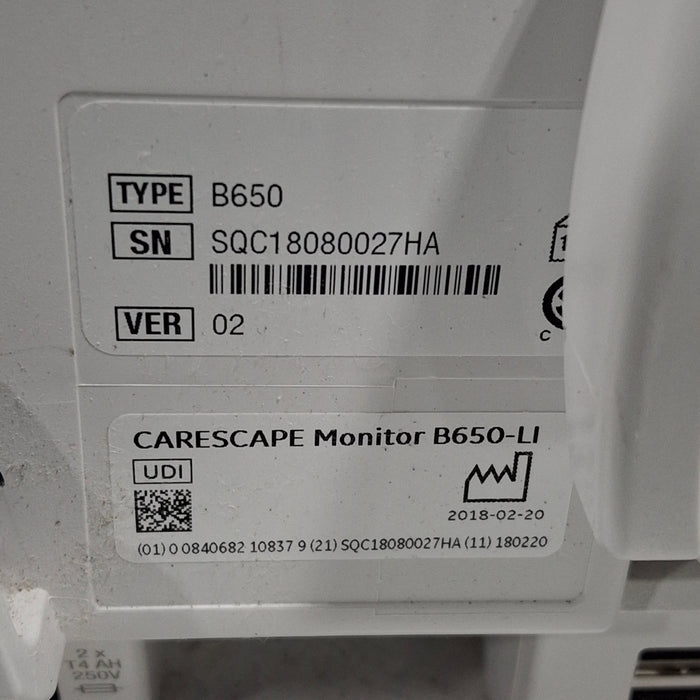 TYPE B650
SN SQC18080027HA
VER 02
C
CARESCAPE Monitor B650-LI
UDI
2018-02-20
(01) 0 0840682 10837 9 (21) SQC18080027HA (11) 180220
2 x
T4 AH
250V